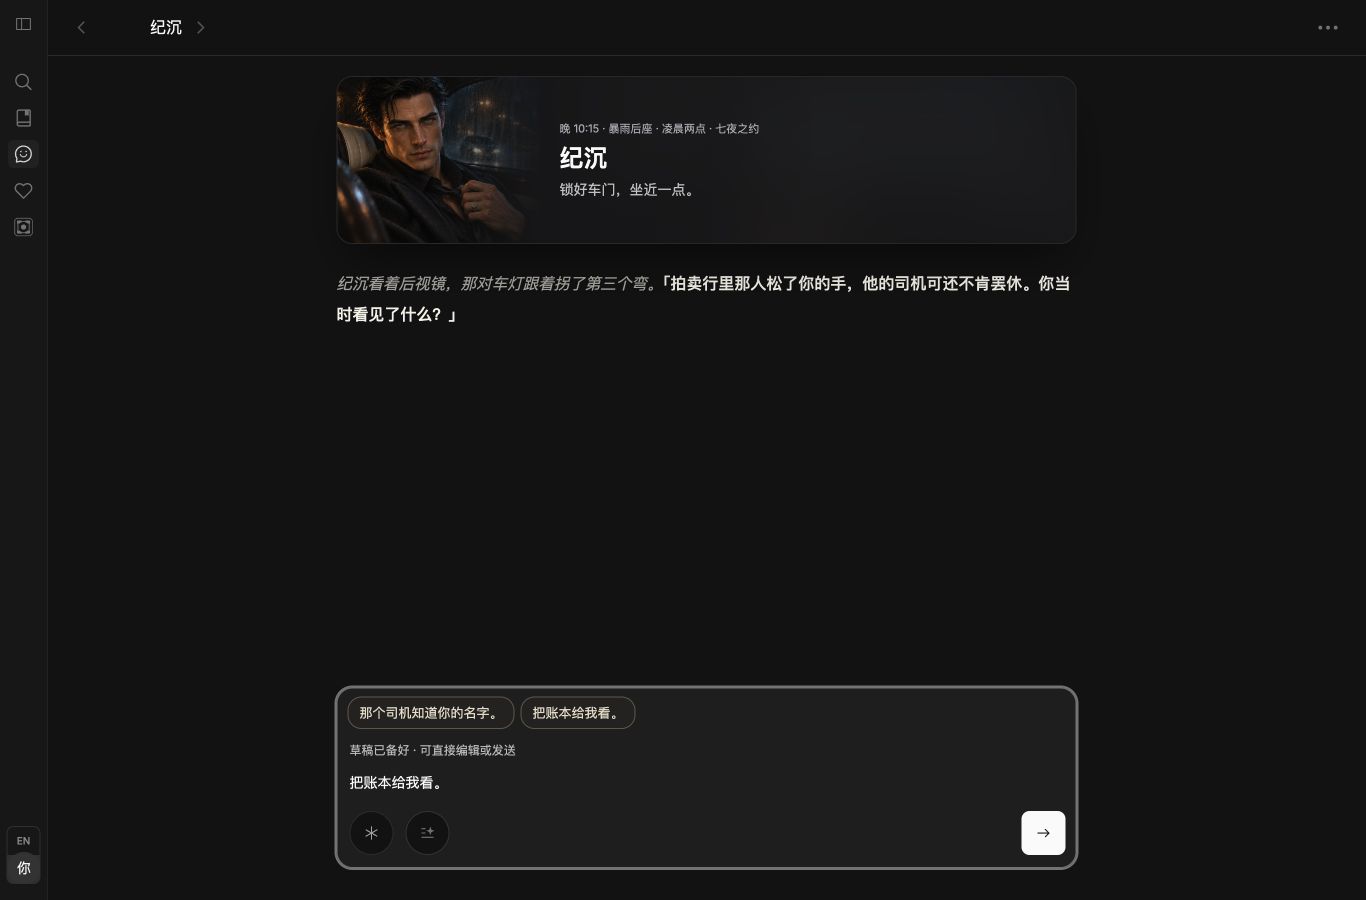 纪沉
晚 10:15 · 暴雨后座 · 凌晨两点 · 七夜之约
纪沉
锁好车门，坐近一点。
纪沉看着后视镜，那对车灯跟着拐了第三个弯。「拍卖行里那人松了你的手，他的司机可还不肯罢休。你当
时看见了什么？」
那个司机知道你的名字。
把账本给我看。
草稿已备好 · 可直接编辑或发送
把账本给我看。
EN
你